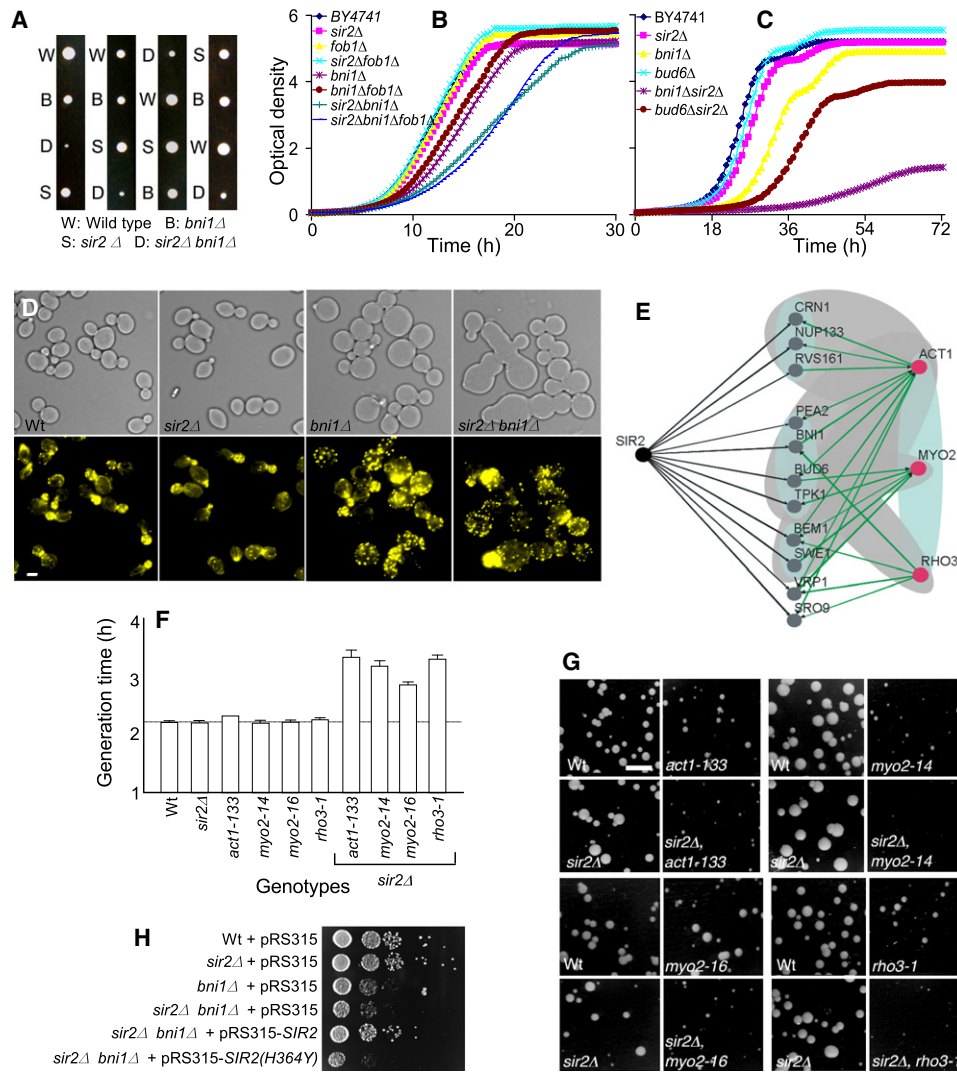 A
W W D S
B B W B
D S S W
S D B D
W: Wild type B: bni1Δ
S: sir2 Δ D: sir2Δ bni1Δ
B
Optical density
6
4
2
0
BY4741
sir2Δ
fob1Δ
sir2Δfob1Δ
bni1Δ
bni1Δfob1Δ
sir2Δbni1Δ
sir2Δbni1Δfob1Δ
0 10 20 30
Time (h)
C
BY4741
sir2Δ
bni1Δ
bud6Δ
bni1Δsir2Δ
bud6Δsir2Δ
0 18 36 54 72
Time (h)
D
Wt
sir2Δ
bni1Δ
sir2Δ bni1Δ
E
CRN1
NUP133
RVS161
ACT1
PEA2
BNI1
SIR2
MYO2
BUD6
TPK1
BEM1
SWE1
RHO3
VRP1
SRO9
F
Generation time (h)
4
3
2
1
Wt
sir2Δ
act1-133
myo2-14
myo2-16
rho3-1
act1-133
myo2-14
myo2-16
rho3-1
Genotypes
sir2Δ
G
Wt
act1-133
Wt
myo2-14
sir2Δ
sir2Δ,
act1-133
sir2Δ
sir2Δ,
myo2-14
Wt
myo2-16
Wt
rho3-1
sir2Δ
sir2Δ,
myo2-16
sir2Δ
sir2Δ, rho3-1
H
Wt + pRS315
sir2Δ + pRS315
bni1Δ + pRS315
sir2Δ bni1Δ + pRS315
sir2Δ bni1Δ + pRS315-SIR2
sir2Δ bni1Δ + pRS315-SIR2(H364Y)